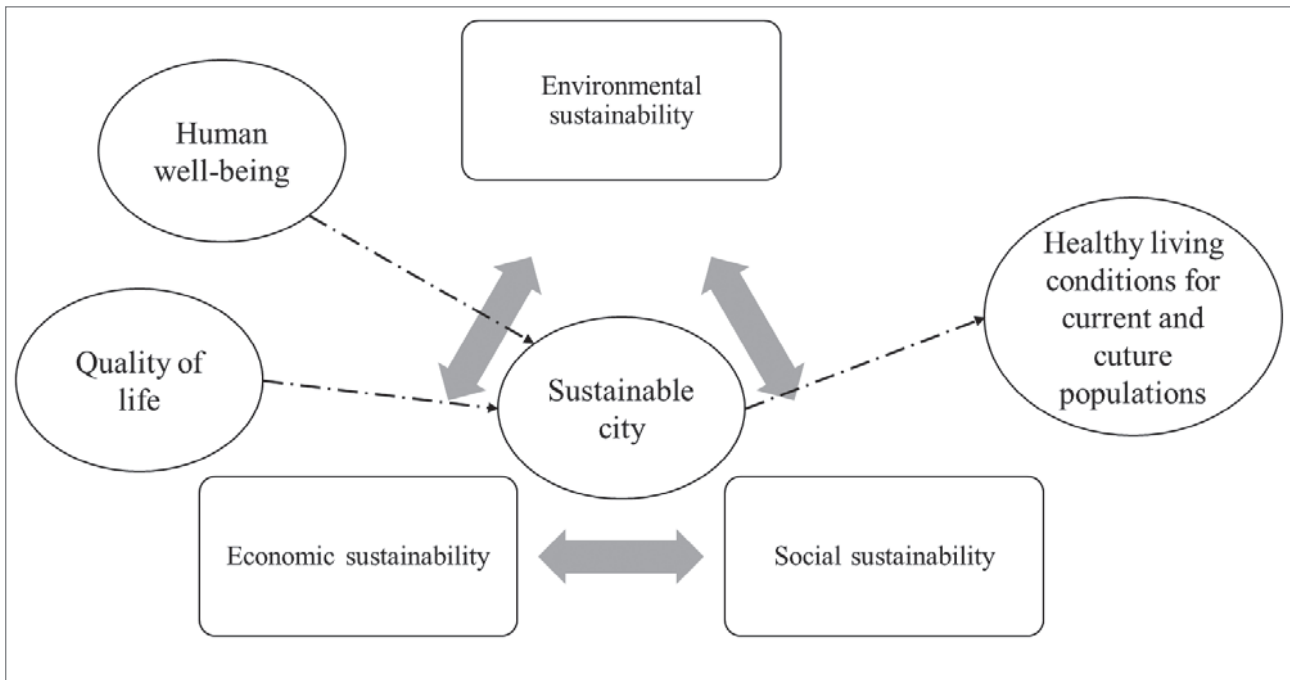 Environmental
sustainability
Human
well-being
Healthy living
conditions for
current and
cuture
populations
Quality of
life
Sustainable
city
Economic sustainability
Social sustainability